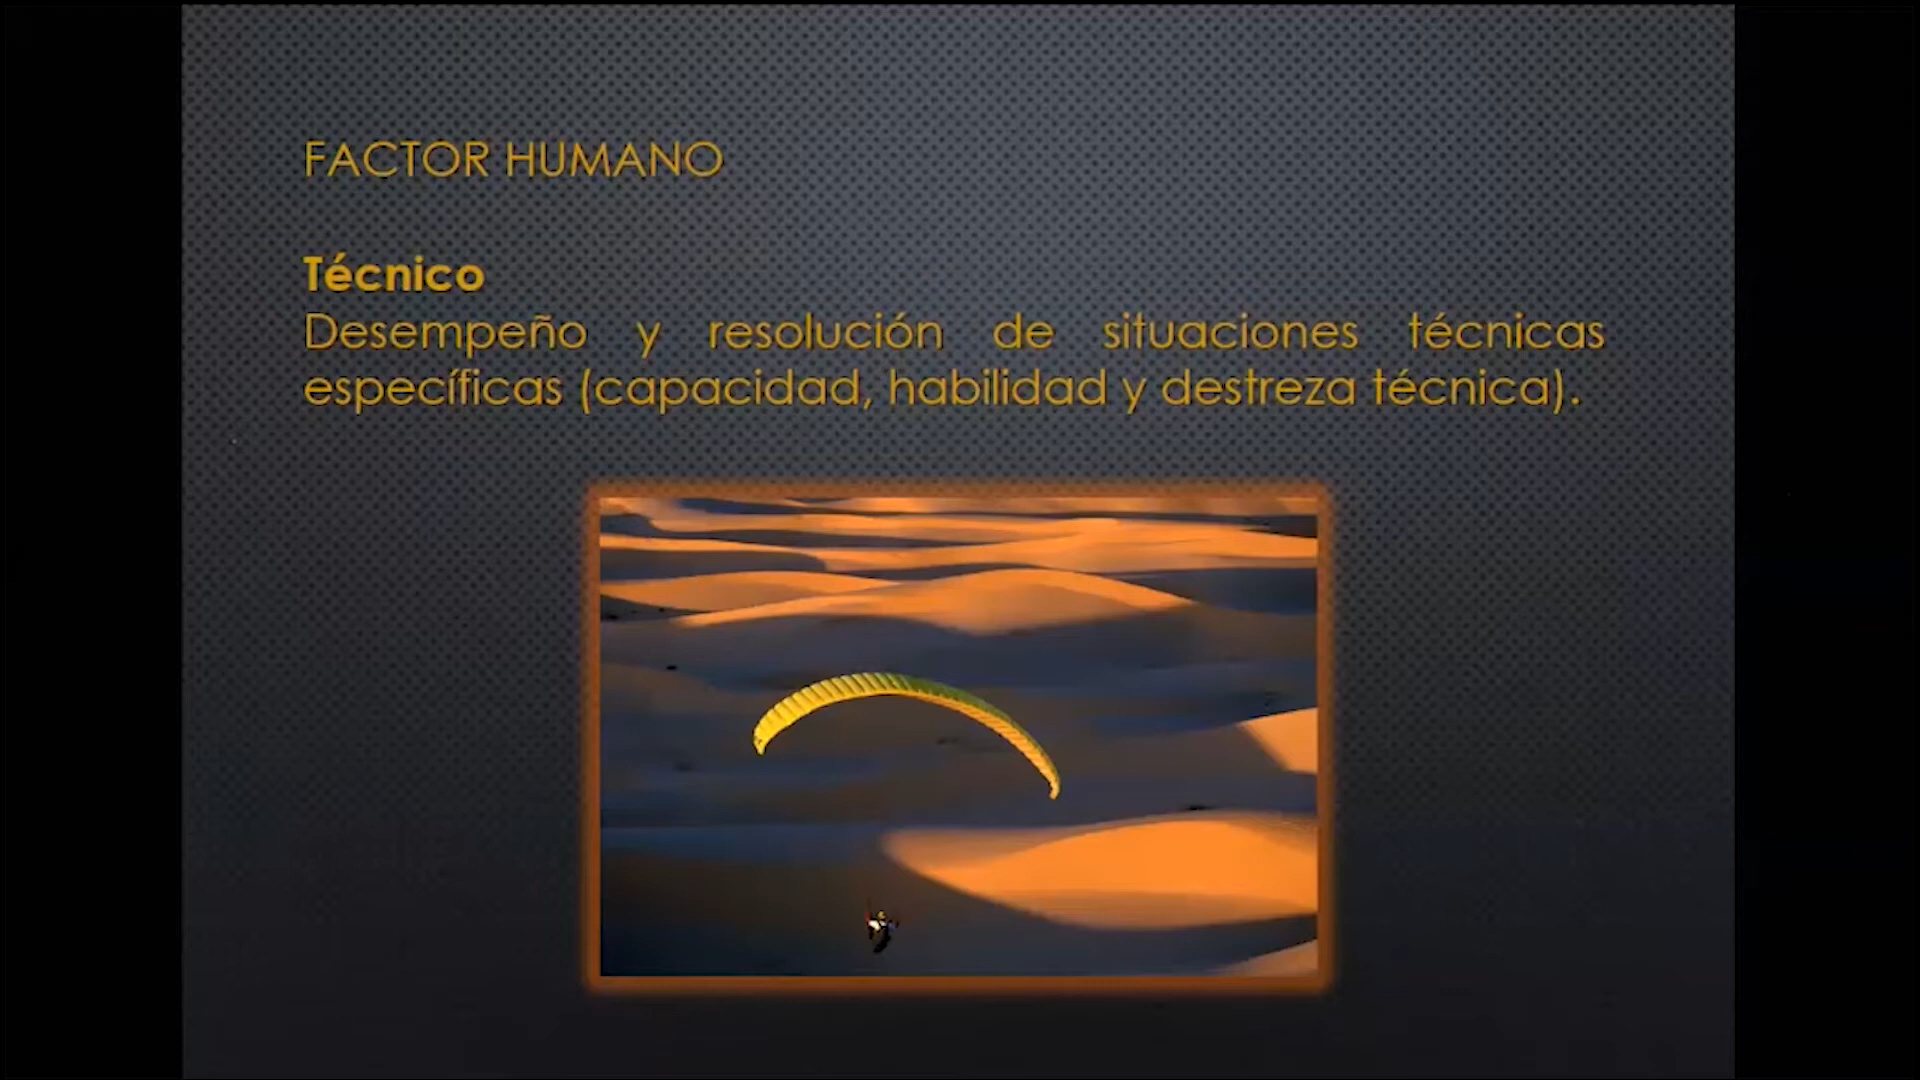 FACTOR HUMANO
Técnico
Desempeño y resolución de situaciones técnicas
específicas (capacidad, habilidad y destreza técnica).